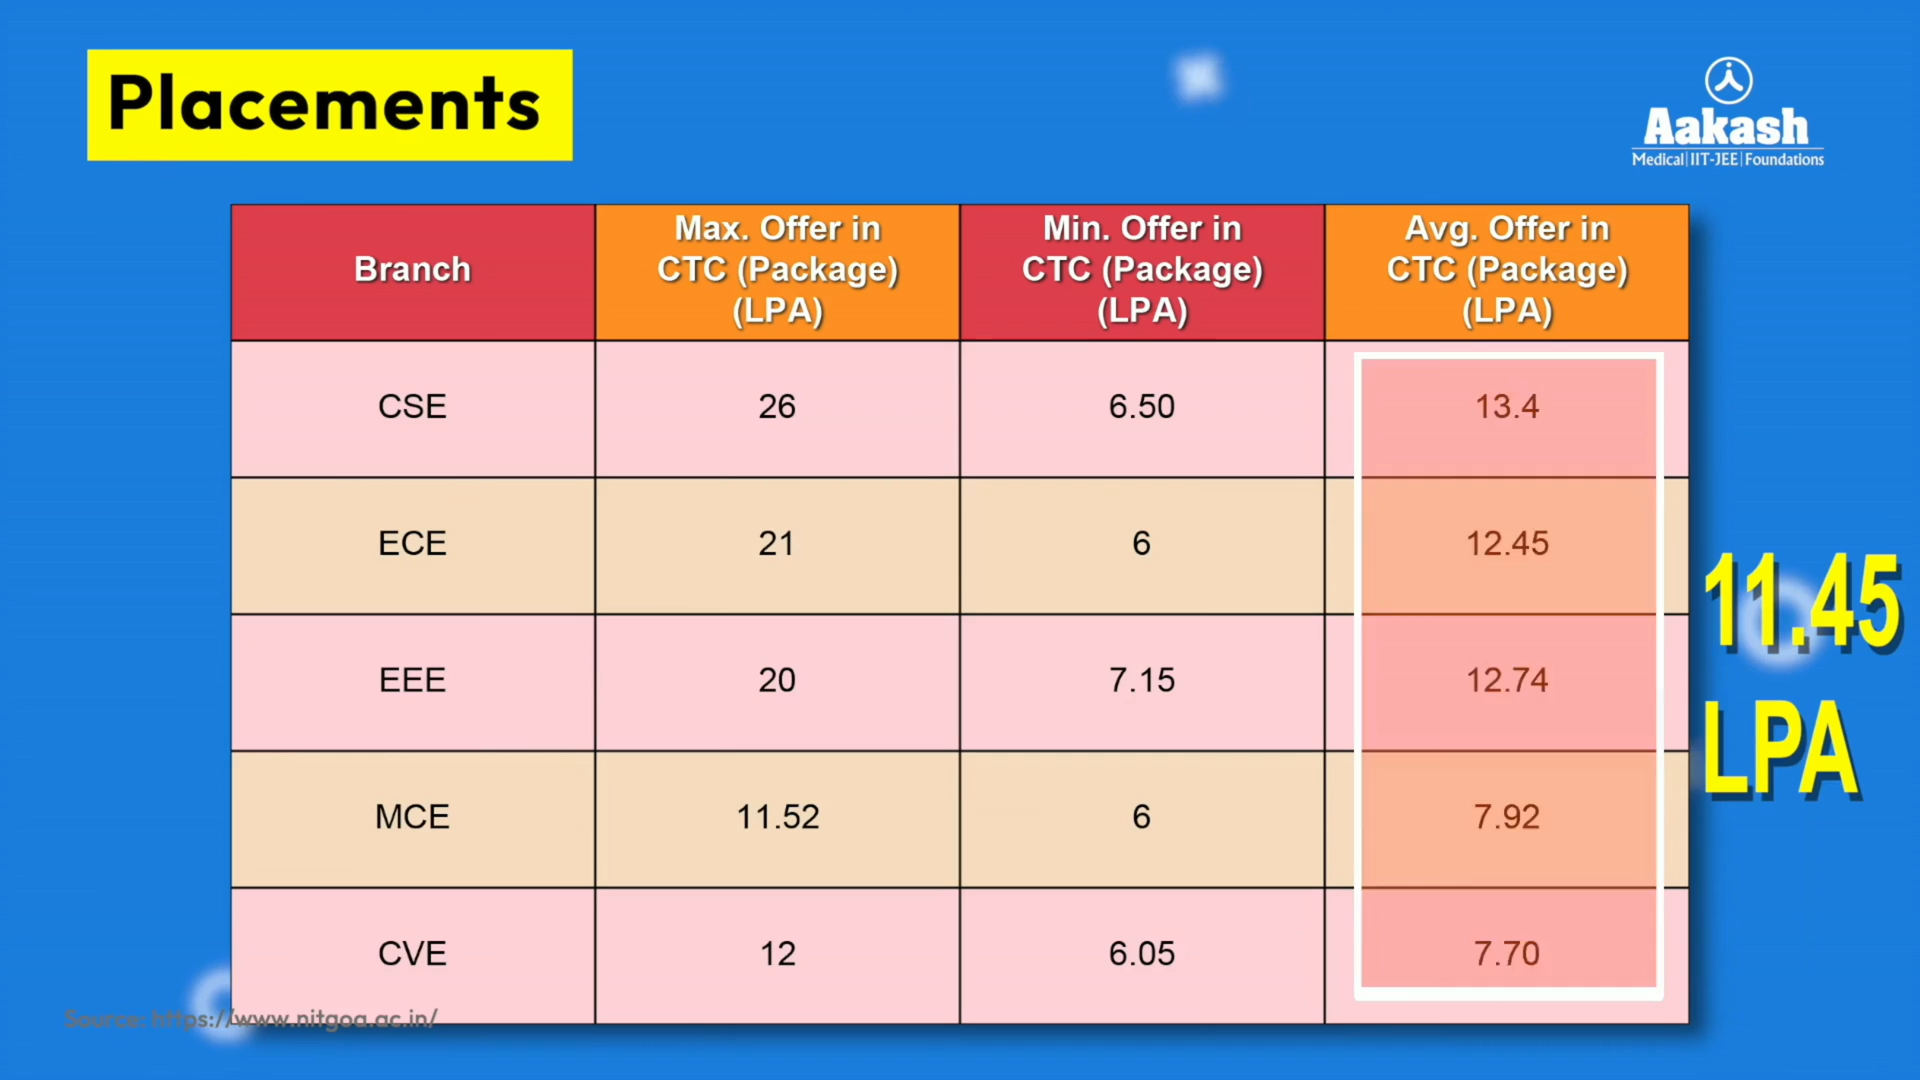 Placements
Aakash
Medical|IIT-JEE|Foundations
Branch
Max. Offer in
CTC (Package)
(LPA)
Min. Offer in
CTC (Package)
(LPA)
Avg. Offer in
CTC (Package)
(LPA)
CSE 26 6.50 13.4
ECE 21 6 12.45
EEE 20 7.15 12.74
MCE 11.52 6 7.92
CVE 12 6.05 7.70
11.45
LPA
Source: https://www.nitgoa.ac.in/